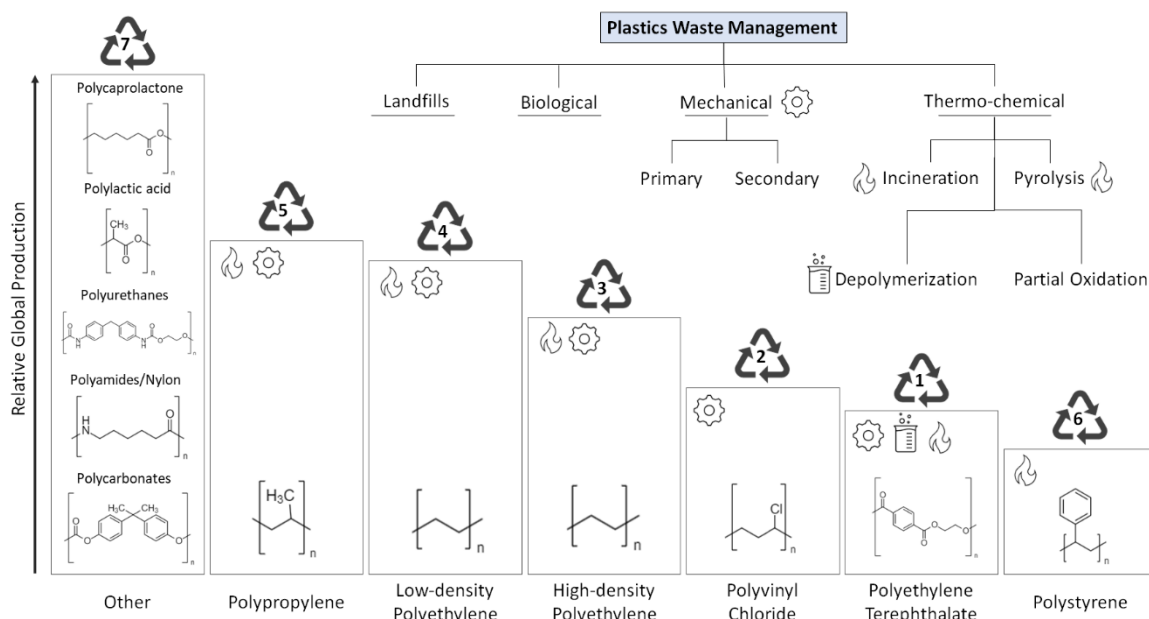 Plastics Waste Management
Landfills
Biological
Mechanical
Thermo-chemical
Primary
Secondary
Incineration
Pyrolysis
Depolymerization
Partial Oxidation
Relative Global Production
7
Polycaprolactone
O
O
n
Polylactic acid
CH3
O
O
n
Polyurethanes
O
N
H
N
H
O
O
O
n
Polyamides/Nylon
H
N
O
n
Polycarbonates
H3C
CH3
O
O
O
n
Other
5
H3C
n
Polypropylene
4
n
Low-density
Polyethylene
3
n
High-density
Polyethylene
2
Cl
n
Polyvinyl
Chloride
1
O
O
O
O
n
Polyethylene
Terephthalate
6
n
Polystyrene